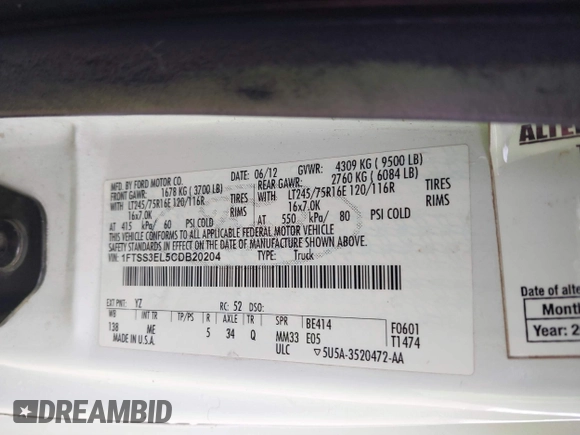 MFD. BY FORD MOTOR CO.
DATE: 06/12 GVWR: 4309 KG ( 9500 LB)
FRONT GAWR: 1678 KG ( 3700 LB) REAR GAWR: 2760 KG ( 6084 LB)
WITH LT245/75R16E 120/116R TIRES WITH LT245/75R16E 120/116R TIRES
16x7.0K RIMS 16x7.0K RIMS
AT 415 kPa/ 60 PSI COLD AT 550 kPa/ 80 PSI COLD
THIS VEHICLE CONFORMS TO ALL APPLICABLE FEDERAL MOTOR VEHICLE
SAFETY STANDARDS IN EFFECT ON THE DATE OF MANUFACTURE SHOWN ABOVE.
VIN: 1FTSS3EL5CDB20204 TYPE: Truck
EXT PNT: YZ RC: 52 DSO:
WB INT TR TP/PS R AXLE TR SPR BE414 F0601
138 ME 5 34 Q MM33 E05 T1474
MADE IN U.S.A. ULC ▽5U5A-3520472-AA
Date of alte
Month
Year: 2
DREAMBID